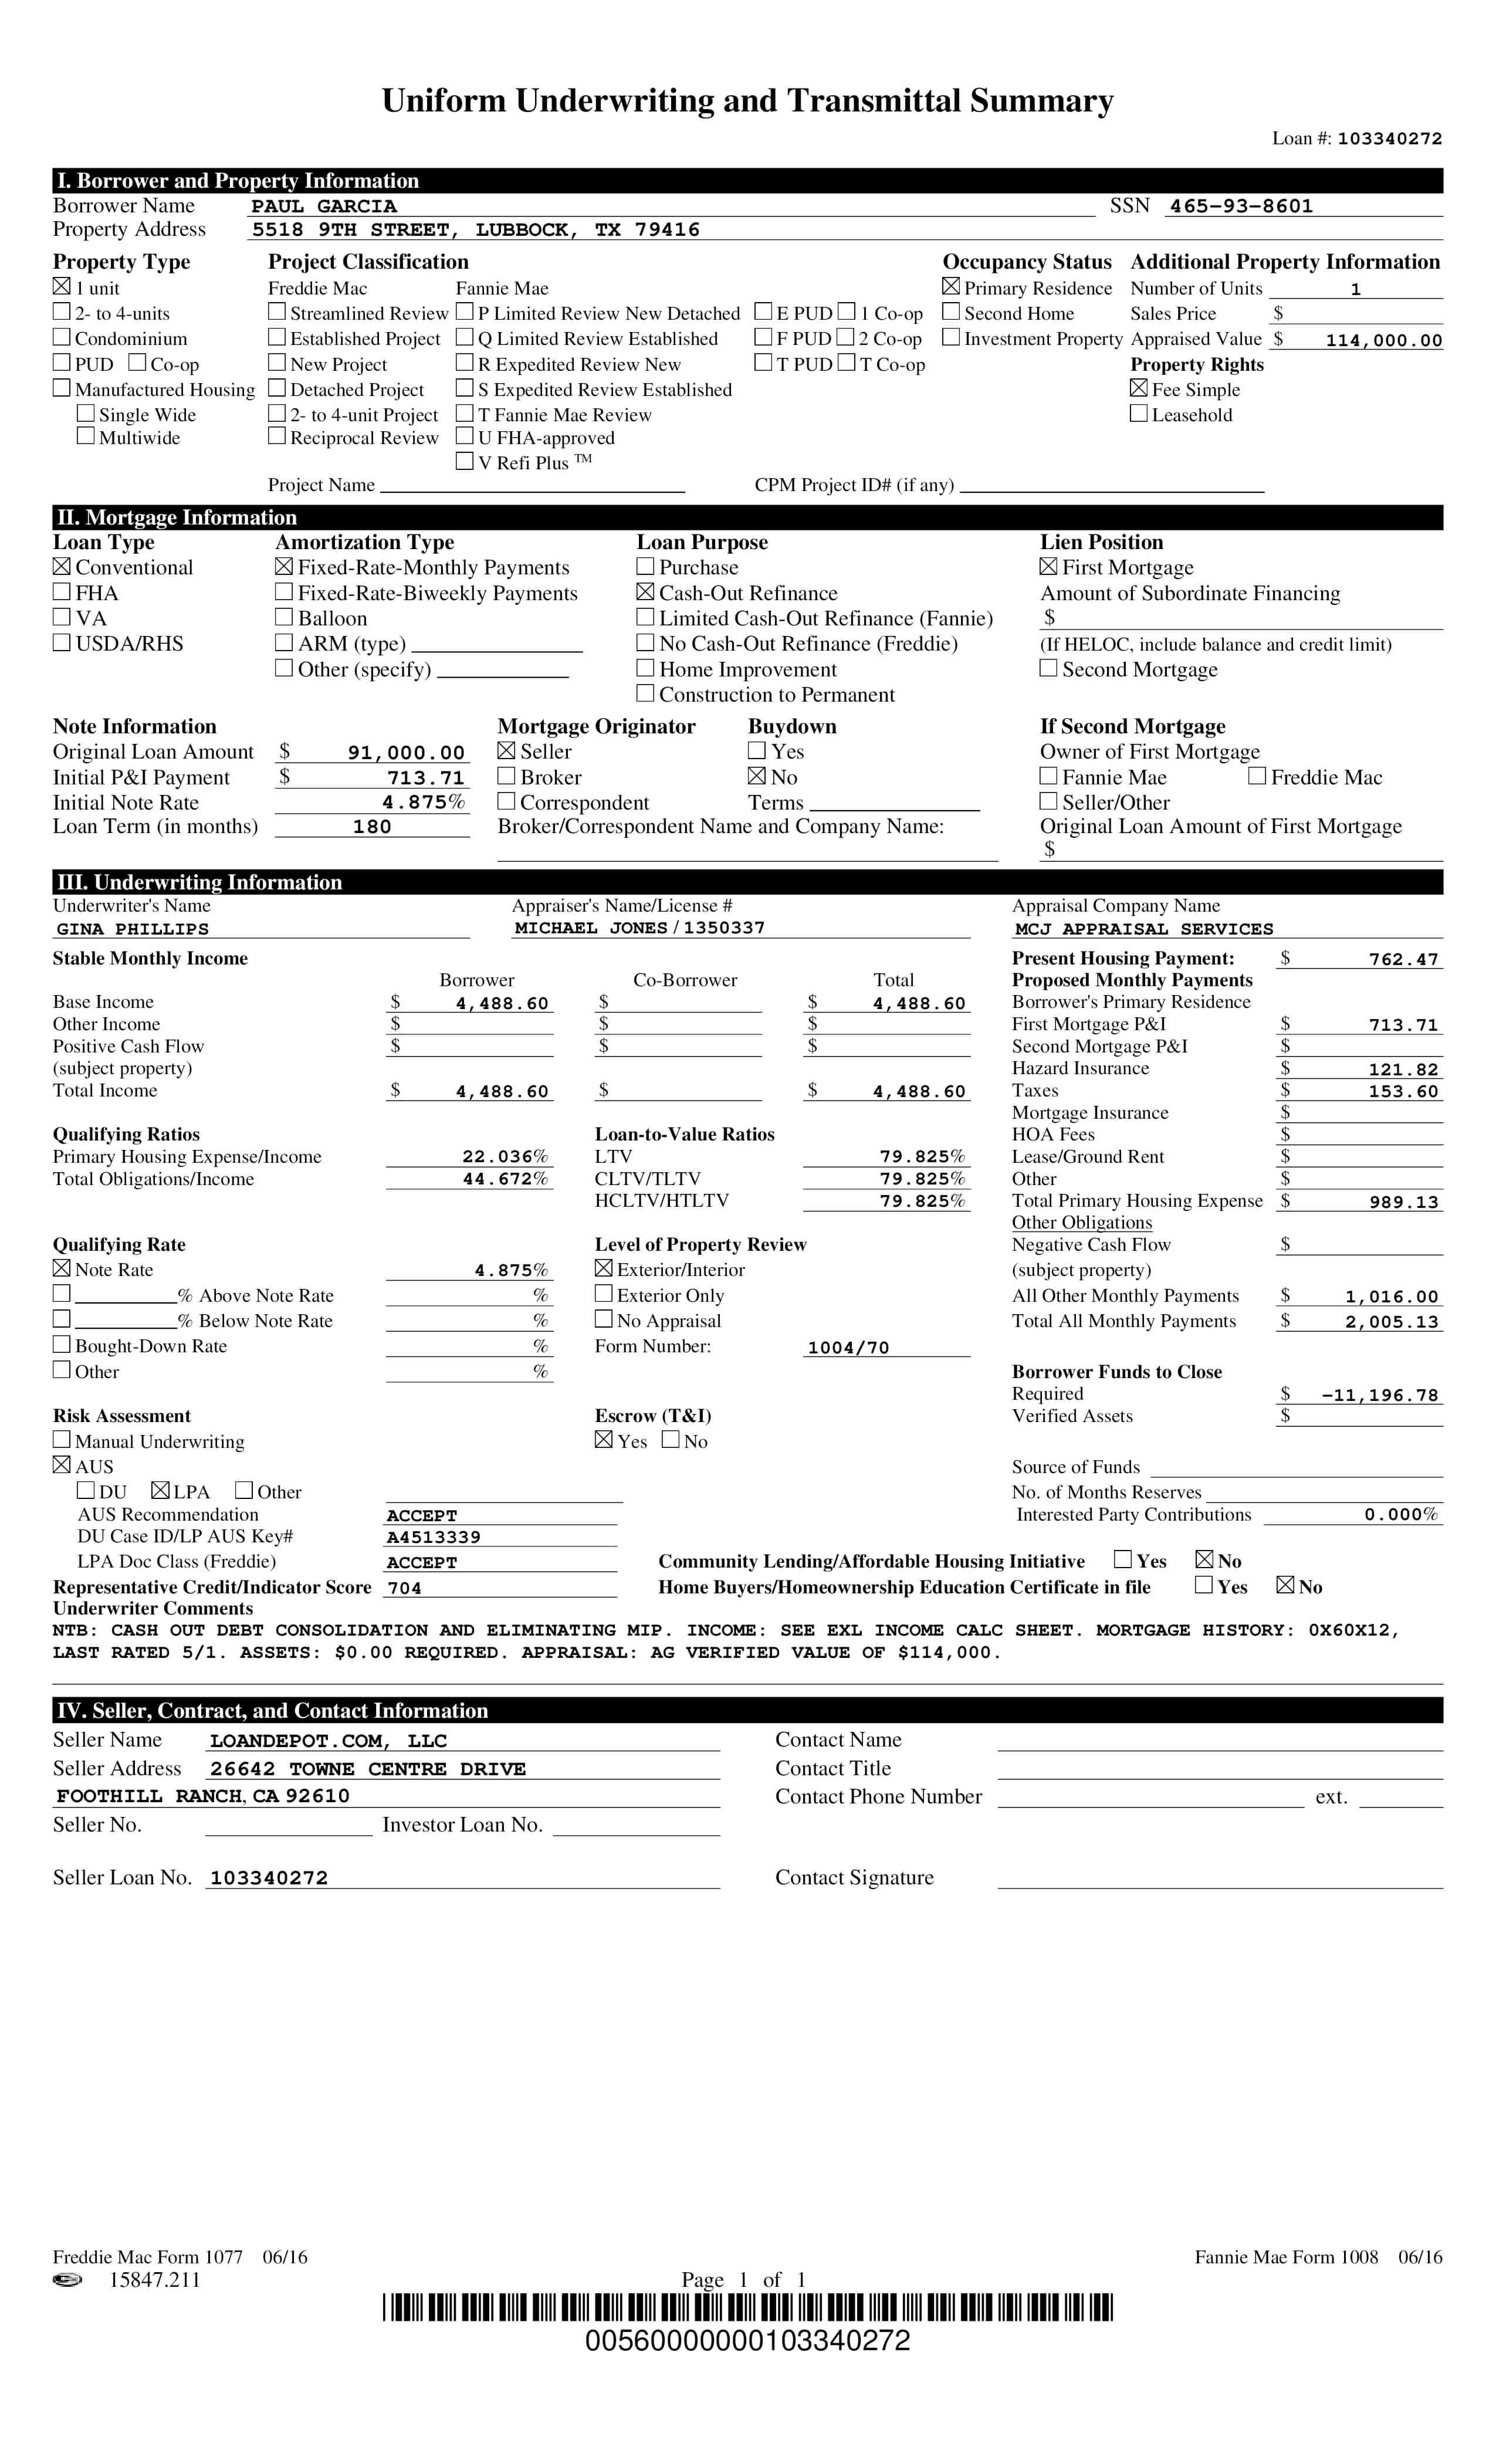 Uniform Underwriting and Transmittal Summary
Loan #: 103340272
I. Borrower and Property Information
Borrower Name PAUL GARCIA SSN 465-93-8601
Property Address 5518 9TH STREET, LUBBOCK, TX 79416
Property Type Project Classification Occupancy Status Additional Property Information
☒ 1 unit Freddie Mac Fannie Mae ☒ Primary Residence Number of Units 1
☐ 2- to 4-units ☐ Streamlined Review ☐ P Limited Review New Detached ☐ E PUD ☐ 1 Co-op ☐ Second Home Sales Price $
☐ Condominium ☐ Established Project ☐ Q Limited Review Established ☐ F PUD ☐ 2 Co-op ☐ Investment Property Appraised Value $ 114,000.00
☐ PUD ☐ Co-op ☐ New Project ☐ R Expedited Review New ☐ T PUD ☐ T Co-op Property Rights
☐ Manufactured Housing ☐ Detached Project ☐ S Expedited Review Established ☒ Fee Simple
☐ Single Wide ☐ 2- to 4-unit Project ☐ T Fannie Mae Review ☐ Leasehold
☐ Multiwide ☐ Reciprocal Review ☐ U FHA-approved
☐ V Refi Plus ™
Project Name CPM Project ID# (if any)
II. Mortgage Information
Loan Type Amortization Type Loan Purpose Lien Position
☒ Conventional ☒ Fixed-Rate-Monthly Payments ☐ Purchase ☒ First Mortgage
☐ FHA ☐ Fixed-Rate-Biweekly Payments ☒ Cash-Out Refinance Amount of Subordinate Financing
☐ VA ☐ Balloon ☐ Limited Cash-Out Refinance (Fannie) $
☐ USDA/RHS ☐ ARM (type) ☐ No Cash-Out Refinance (Freddie) (If HELOC, include balance and credit limit)
☐ Other (specify) ☐ Home Improvement ☐ Second Mortgage
☐ Construction to Permanent
Note Information Mortgage Originator Buydown If Second Mortgage
Original Loan Amount $ 91,000.00 ☒ Seller ☐ Yes Owner of First Mortgage
Initial P&I Payment $ 713.71 ☐ Broker ☒ No ☐ Fannie Mae ☐ Freddie Mac
Initial Note Rate 4.875% ☐ Correspondent Terms ☐ Seller/Other
Loan Term (in months) 180 Broker/Correspondent Name and Company Name: Original Loan Amount of First Mortgage
$
III. Underwriting Information
Underwriter's Name Appraiser's Name/License # Appraisal Company Name
GINA PHILLIPS MICHAEL JONES / 1350337 MCJ APPRAISAL SERVICES
Stable Monthly Income Present Housing Payment: $ 762.47
Borrower Co-Borrower Total Proposed Monthly Payments
Base Income $ 4,488.60 $ $ 4,488.60 Borrower's Primary Residence
Other Income $ $ $ First Mortgage P&I $ 713.71
Positive Cash Flow $ $ $ Second Mortgage P&I $
(subject property) Hazard Insurance $ 121.82
Total Income $ 4,488.60 $ $ 4,488.60 Taxes $ 153.60
Mortgage Insurance $
Qualifying Ratios Loan-to-Value Ratios HOA Fees $
Primary Housing Expense/Income 22.036% LTV 79.825% Lease/Ground Rent $
Total Obligations/Income 44.672% CLTV/TLTV 79.825% Other $
HCLTV/HTLTV 79.825% Total Primary Housing Expense $ 989.13
Other Obligations
Qualifying Rate Level of Property Review Negative Cash Flow $
☒ Note Rate 4.875% ☒ Exterior/Interior (subject property)
☐ % Above Note Rate % ☐ Exterior Only All Other Monthly Payments $ 1,016.00
☐ % Below Note Rate % ☐ No Appraisal Total All Monthly Payments $ 2,005.13
☐ Bought-Down Rate % Form Number: 1004/70
☐ Other % Borrower Funds to Close
Required $ -11,196.78
Risk Assessment Escrow (T&I) Verified Assets $
☐ Manual Underwriting ☒ Yes ☐ No
☒ AUS Source of Funds
☐ DU ☒ LPA ☐ Other No. of Months Reserves
AUS Recommendation ACCEPT Interested Party Contributions 0.000%
DU Case ID/LP AUS Key# A4513339
LPA Doc Class (Freddie) ACCEPT Community Lending/Affordable Housing Initiative ☐ Yes ☒ No
Representative Credit/Indicator Score 704 Home Buyers/Homeownership Education Certificate in file ☐ Yes ☒ No
Underwriter Comments
NTB: CASH OUT DEBT CONSOLIDATION AND ELIMINATING MIP. INCOME: SEE EXL INCOME CALC SHEET. MORTGAGE HISTORY: 0X60X12,
LAST RATED 5/1. ASSETS: $0.00 REQUIRED. APPRAISAL: AG VERIFIED VALUE OF $114,000.
IV. Seller, Contract, and Contact Information
Seller Name LOANDEPOT.COM, LLC Contact Name
Seller Address 26642 TOWNE CENTRE DRIVE Contact Title
FOOTHILL RANCH, CA 92610 Contact Phone Number ext.
Seller No. Investor Loan No.
Seller Loan No. 103340272 Contact Signature
Freddie Mac Form 1077 06/16 Fannie Mae Form 1008 06/16
15847.211 Page 1 of 1
00560000000103340272